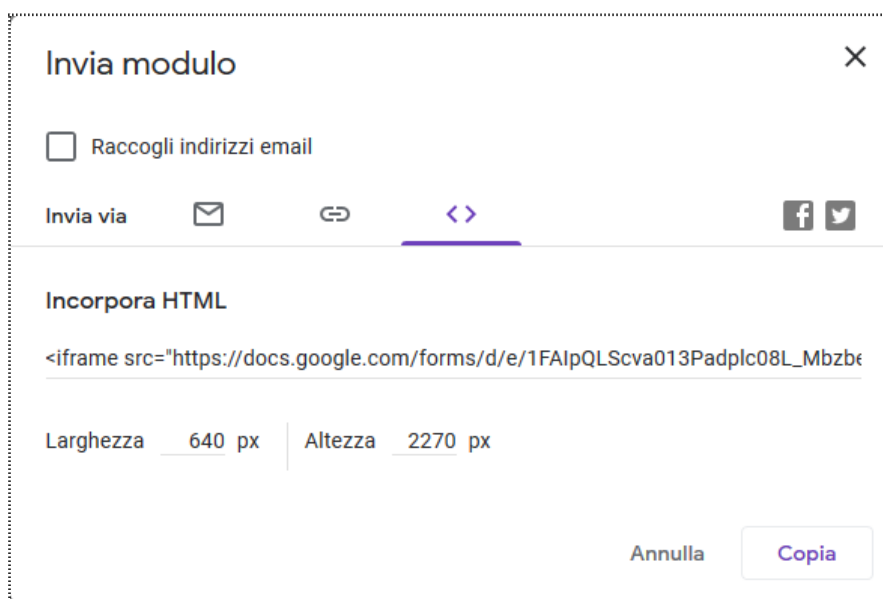 Invia modulo
Raccogli indirizzi email
Invia via
Incorpora HTML
<iframe src="https://docs.google.com/forms/d/e/1FAIpQLScva013Padplc08L_Mbzbe
Larghezza 640 px Altezza 2270 px
Annulla Copia